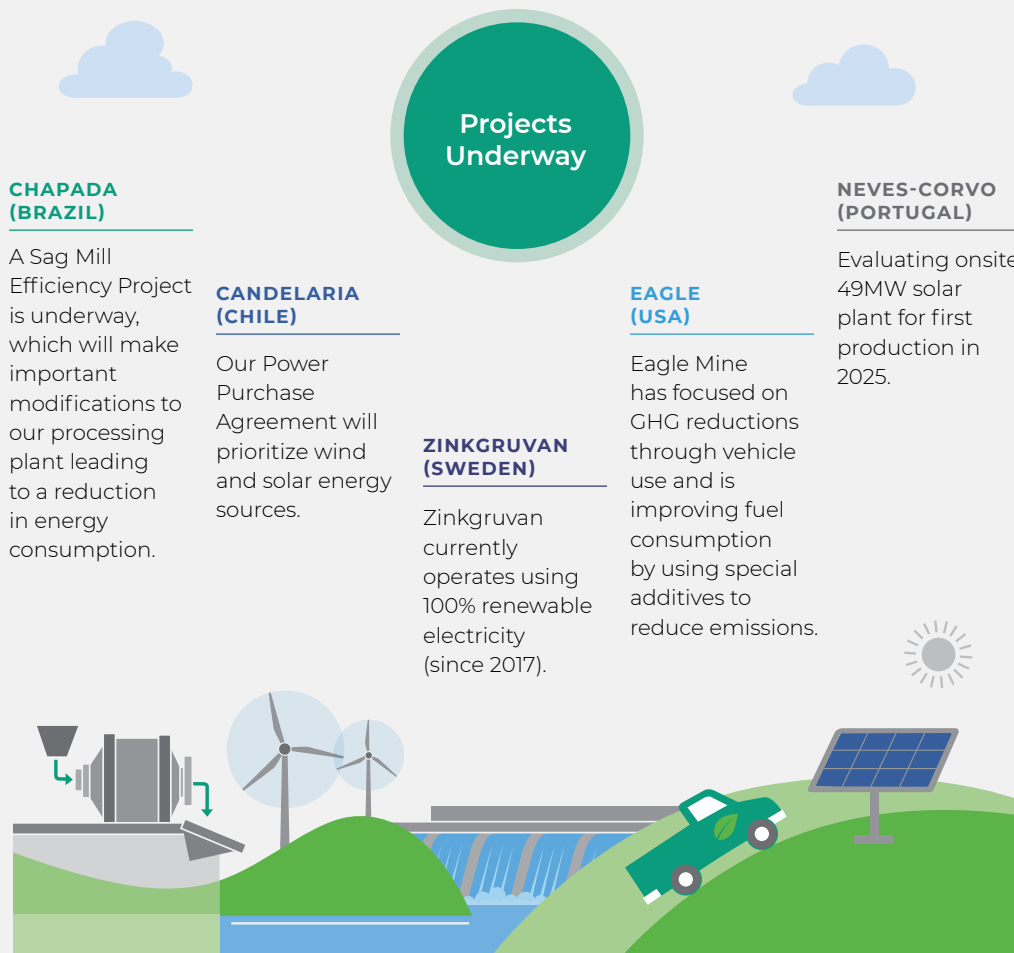 Projects
Underway
CHAPADA
(BRAZIL)
A Sag Mill
Efficiency Project
is underway,
which will make
important
modifications to
our processing
plant leading
to a reduction
in energy
consumption.
CANDELARIA
(CHILE)
Our Power
Purchase
Agreement will
prioritize wind
and solar energy
sources.
ZINKGRUVAN
(SWEDEN)
Zinkgruvan
currently
operates using
100% renewable
electricity
(since 2017).
EAGLE
(USA)
Eagle Mine
has focused on
GHG reductions
through vehicle
use and is
improving fuel
consumption
by using special
additives to
reduce emissions.
NEVES-CORVO
(PORTUGAL)
Evaluating onsite
49MW solar
plant for first
production in
2025.